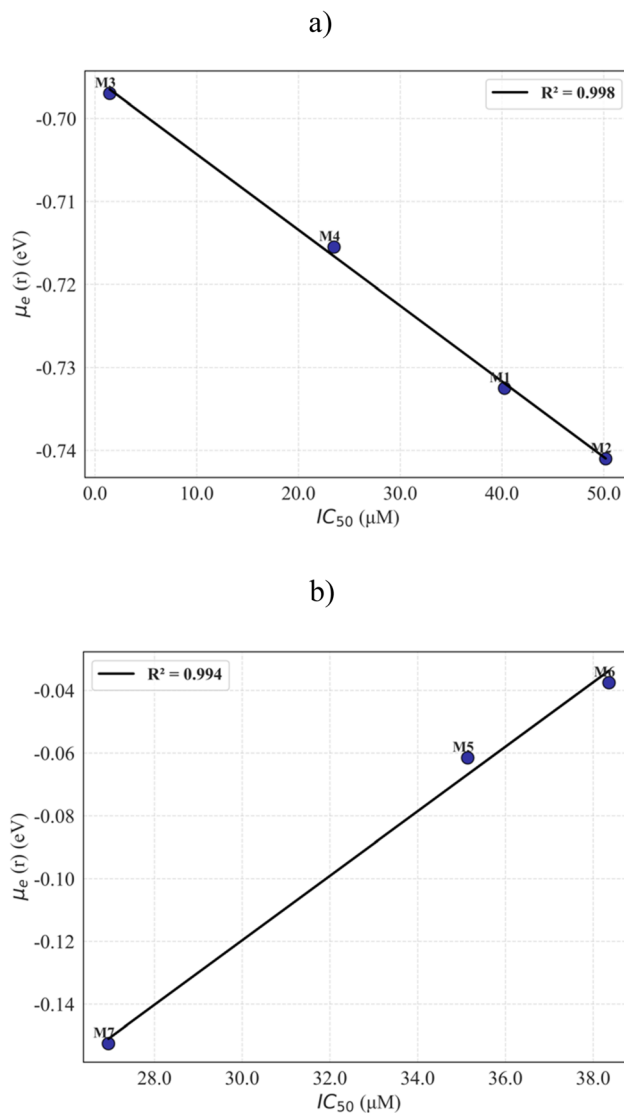 a)
M3
R² = 0.998
-0.70
-0.71
M4
-0.72
μe (r) (eV)
-0.73
M1
-0.74
M2
0.0 10.0 20.0 30.0 40.0 50.0
IC50 (μM)
b)
R² = 0.994
M6
-0.04
M5
-0.06
-0.08
μe (r) (eV)
-0.10
-0.12
-0.14
M7
28.0 30.0 32.0 34.0 36.0 38.0
IC50 (μM)